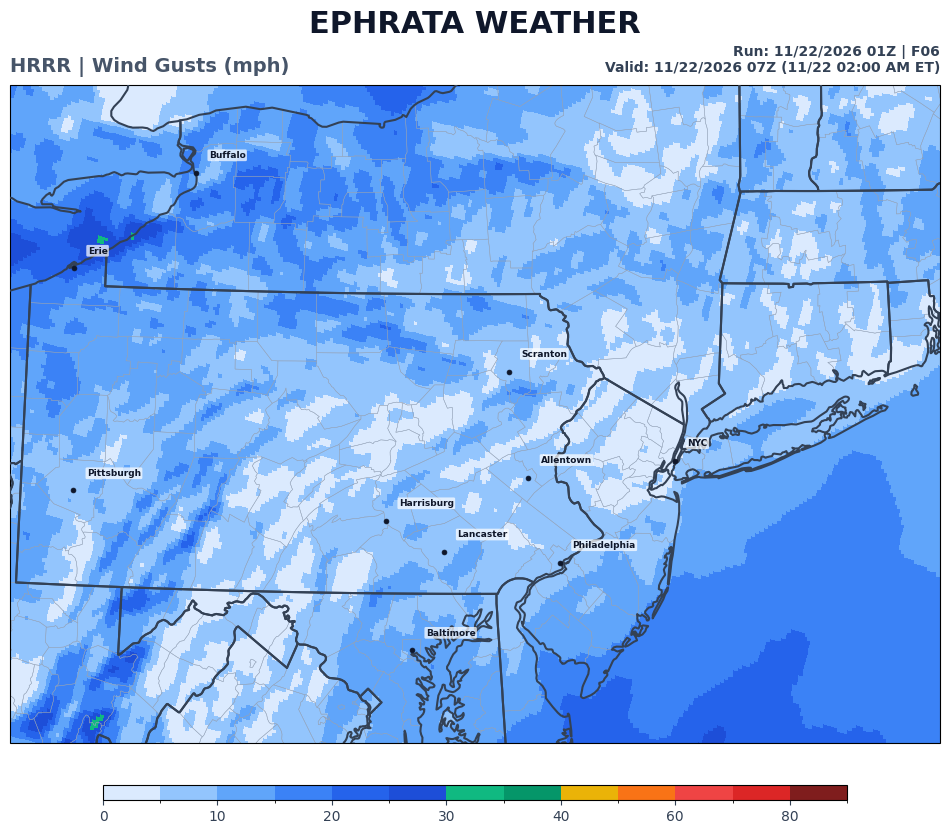 EPHRATA WEATHER
HRRR | Wind Gusts (mph)
Run: 11/22/2026 01Z | F06
Valid: 11/22/2026 07Z (11/22 02:00 AM ET)
Buffalo
Erie
Scranton
NYC
Allentown
Pittsburgh
Harrisburg
Lancaster
Philadelphia
Baltimore
0 10 20 30 40 50 60 70 80